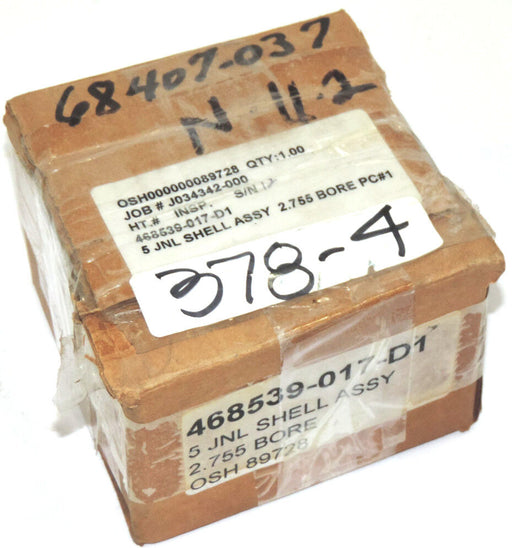 68407-037
N-U-2
OSH000000089728 QTY:1.00
JOB # J034342-000
HT.# INSP. S/N
468539-017-D1
5 JNL SHELL ASSY 2.755 BORE PC#1
378-4
468539-017-D1
5 JNL SHELL ASSY
2.755 BORE
OSH 89728